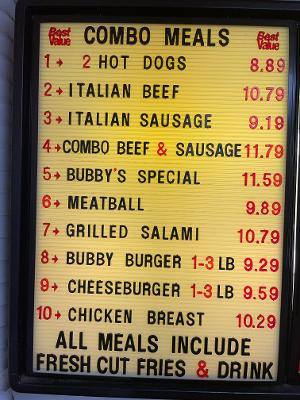 Best Value COMBO MEALS Best Value
1→ 2 HOT DOGS 8.89
2→ ITALIAN BEEF 10.79
3→ ITALIAN SAUSAGE 9.19
4→COMBO BEEF & SAUSAGE 11.79
5→ BUBBY'S SPECIAL 11.59
6→ MEATBALL 9.89
7→ GRILLED SALAMI 10.79
8→ BUBBY BURGER 1-3 LB 9.29
9→ CHEESEBURGER 1-3 LB 9.59
10→ CHICKEN BREAST 10.29
ALL MEALS INCLUDE
FRESH CUT FRIES & DRINK